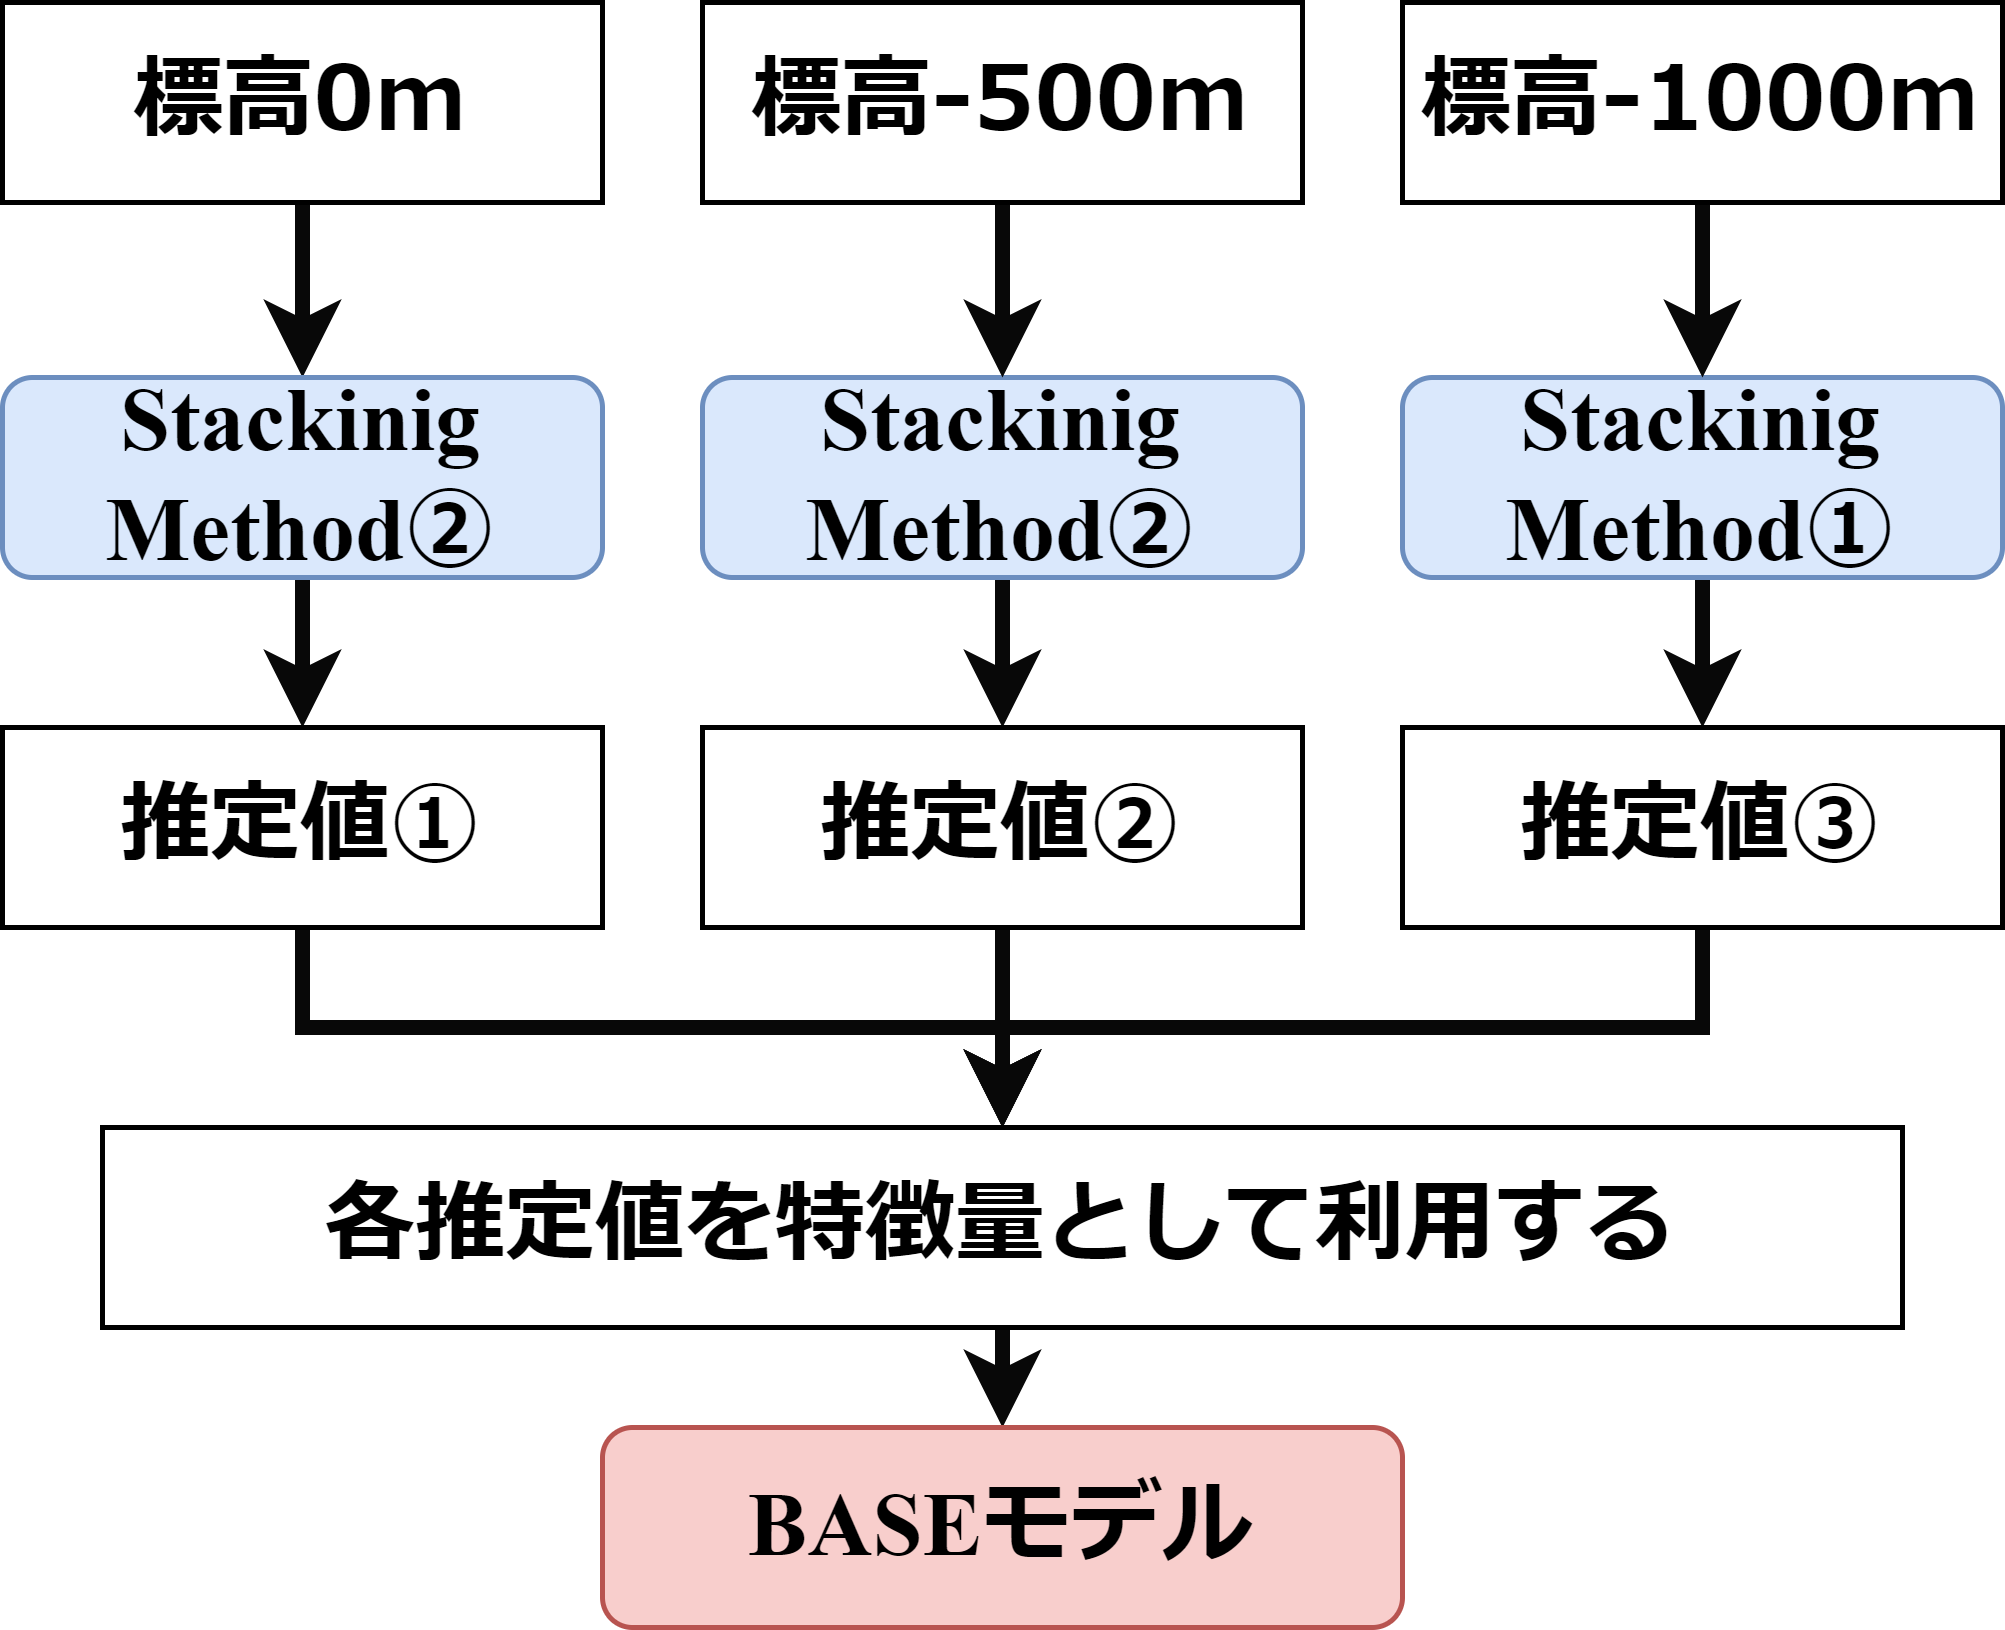 標高0m
標高-500m
標高-1000m
Stackinig
Method②
Stackinig
Method②
Stackinig
Method①
推定値①
推定値②
推定値③
各推定値を特徴量として利用する
BASEモデル